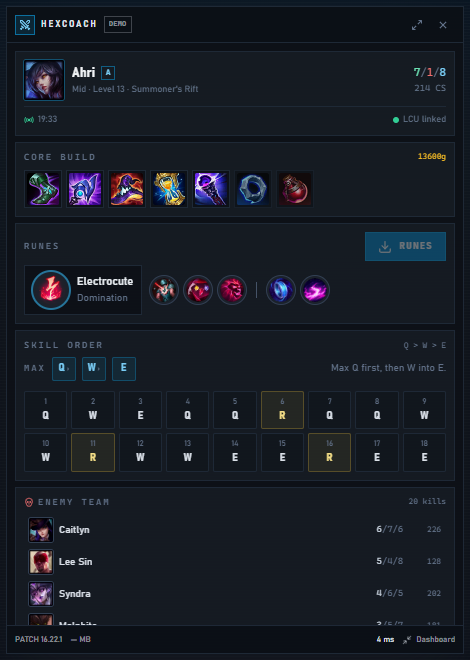 HEXCOACH DEMO
Ahri A
7/1/8
Mid · Level 13 · Summoner's Rift
214 CS
19:33
LCU linked
CORE BUILD
13600g
RUNES
RUNES
Electrocute
Domination
SKILL ORDER
Q > W > E
MAX Q W E
Max Q first, then W into E.
1 2 3 4 5 6 7 8 9
Q W E Q Q R Q Q W
10 11 12 13 14 15 16 17 18
W R W W E E R E E
ENEMY TEAM
20 kills
Caitlyn 6/7/6 226
Lee Sin 5/4/8 128
Syndra 4/6/5 202
PATCH 16.22.1 — MB
4 ms Dashboard